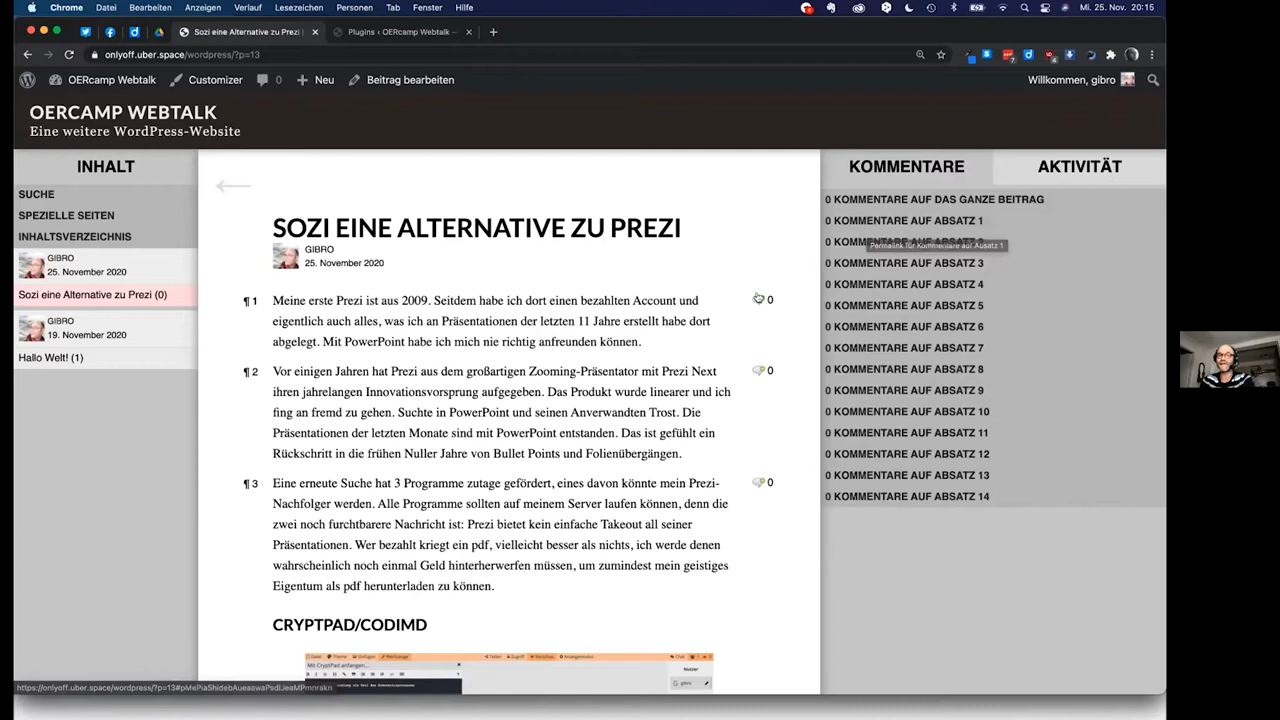 Chrome Datei Bearbeiten Anzeigen Verlauf Lesezeichen Personen Tab Fenster Hilfe Mi. 25. Nov. 20:15
Sozi eine Alternative zu Prezi | Plugins ‹ OERcamp Webtalk —
onlyoff.uber.space/wordpress/?p=13
OERcamp Webtalk Customizer 0 Neu Beitrag bearbeiten Willkommen, gibro
OERCAMP WEBTALK
Eine weitere WordPress-Website
INHALT
SUCHE
SPEZIELLE SEITEN
INHALTSVERZEICHNIS
GIBRO
25. November 2020
Sozi eine Alternative zu Prezi (0)
GIBRO
19. November 2020
Hallo Welt! (1)
SOZI EINE ALTERNATIVE ZU PREZI
GIBRO
25. November 2020
¶ 1 Meine erste Prezi ist aus 2009. Seitdem habe ich dort einen bezahlten Account und 0
eigentlich auch alles, was ich an Präsentationen der letzten 11 Jahre erstellt habe dort
abgelegt. Mit PowerPoint habe ich mich nie richtig anfreunden können.
¶ 2 Vor einigen Jahren hat Prezi aus dem großartigen Zooming-Präsentator mit Prezi Next 0
ihren jahrelangen Innovationsvorsprung aufgegeben. Das Produkt wurde linearer und ich
fing an fremd zu gehen. Suchte in PowerPoint und seinen Anverwandten Trost. Die
Präsentationen der letzten Monate sind mit PowerPoint entstanden. Das ist gefühlt ein
Rückschritt in die frühen Nuller Jahre von Bullet Points und Folienübergängen.
¶ 3 Eine erneute Suche hat 3 Programme zutage gefördert, eines davon könnte mein Prezi- 0
Nachfolger werden. Alle Programme sollten auf meinem Server laufen können, denn die
zwei noch furchtbarere Nachricht ist: Prezi bietet kein einfache Takeout all seiner
Präsentationen. Wer bezahlt kriegt ein pdf, vielleicht besser als nichts, ich werde denen
wahrscheinlich noch einmal Geld hinterherwerfen müssen, um zumindest mein geistiges
Eigentum als pdf herunterladen zu können.
CRYPTPAD/CODIMD
Mit CryptPad anfangen...
KOMMENTARE AKTIVITÄT
0 KOMMENTARE AUF DAS GANZE BEITRAG
0 KOMMENTARE AUF ABSATZ 1
0 KOMMENTARE AUF ABSATZ 2
Permalink für Kommentare auf Absatz 1
0 KOMMENTARE AUF ABSATZ 3
0 KOMMENTARE AUF ABSATZ 4
0 KOMMENTARE AUF ABSATZ 5
0 KOMMENTARE AUF ABSATZ 6
0 KOMMENTARE AUF ABSATZ 7
0 KOMMENTARE AUF ABSATZ 8
0 KOMMENTARE AUF ABSATZ 9
0 KOMMENTARE AUF ABSATZ 10
0 KOMMENTARE AUF ABSATZ 11
0 KOMMENTARE AUF ABSATZ 12
0 KOMMENTARE AUF ABSATZ 13
0 KOMMENTARE AUF ABSATZ 14